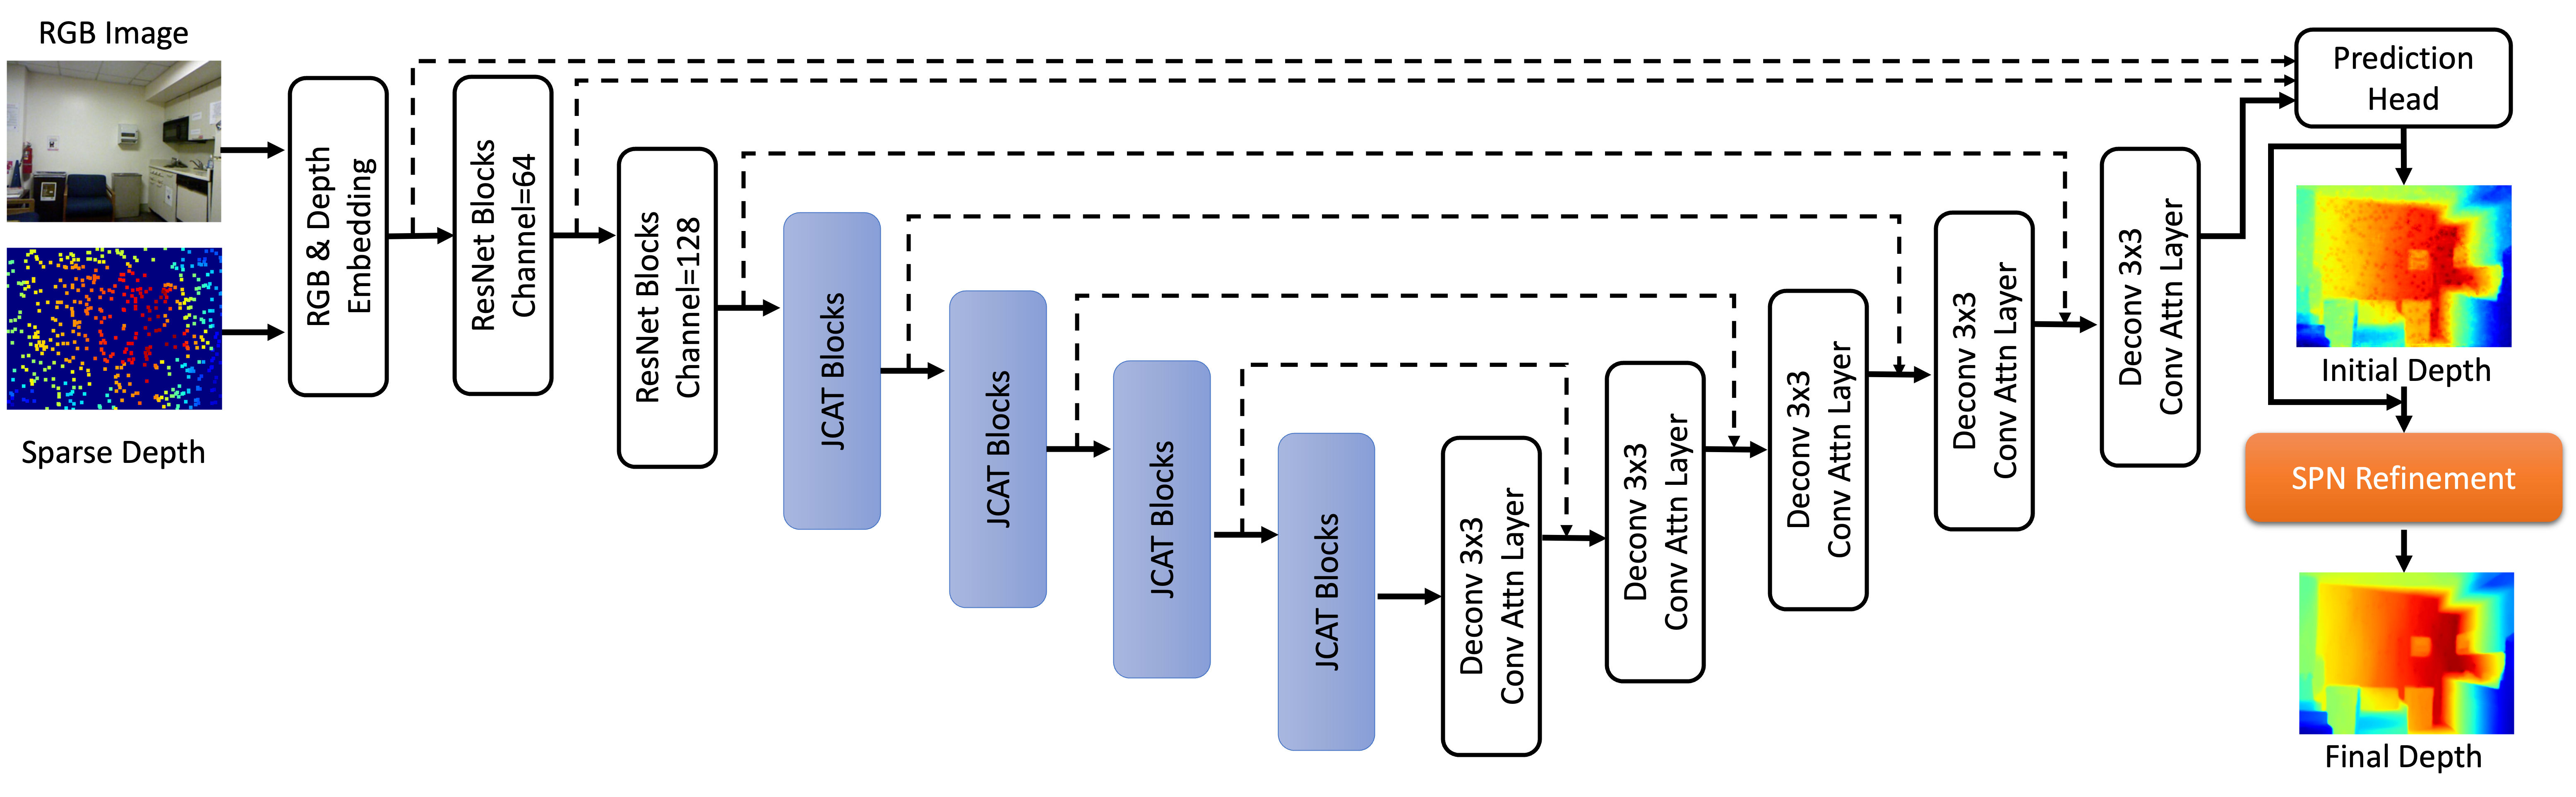 RGB Image
Sparse Depth
RGB & Depth
Embedding
ResNet Blocks
Channel=64
ResNet Blocks
Channel=128
JCAT Blocks
JCAT Blocks
JCAT Blocks
JCAT Blocks
Deconv 3x3
Conv Attn Layer
Deconv 3x3
Conv Attn Layer
Deconv 3x3
Conv Attn Layer
Deconv 3x3
Conv Attn Layer
Deconv 3x3
Conv Attn Layer
Prediction
Head
Initial Depth
SPN Refinement
Final Depth